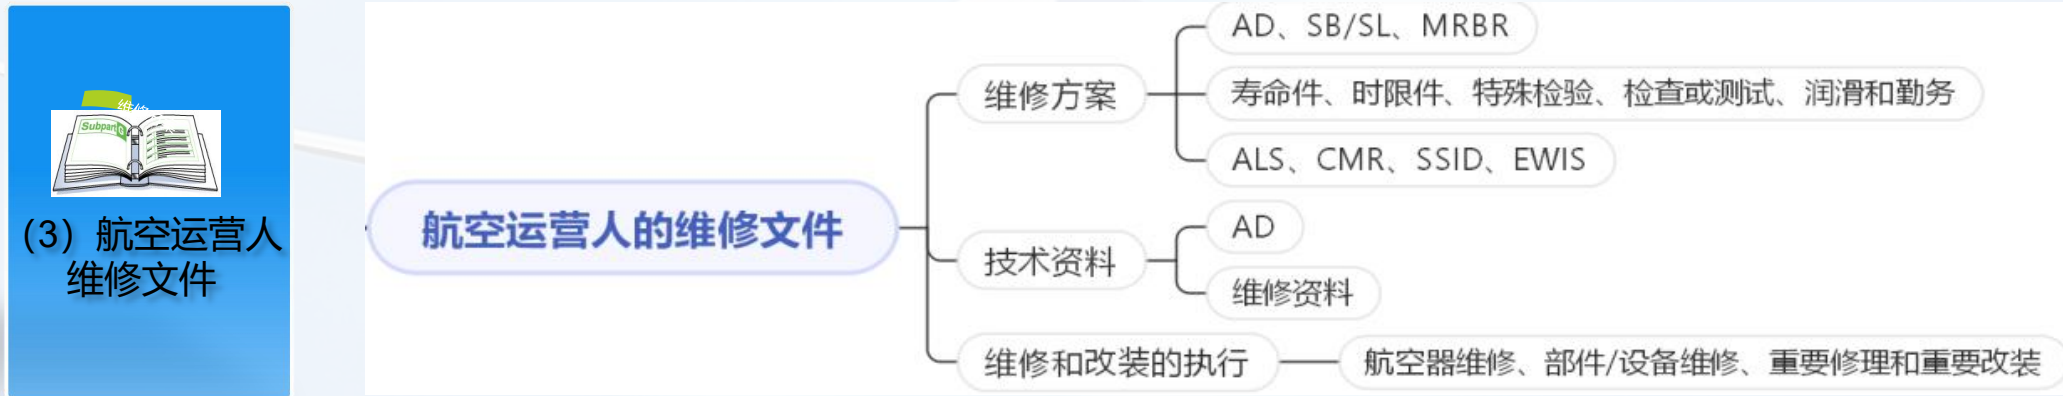 维修
Subpart G
（3）航空运营人
维修文件
航空运营人的维修文件
维修方案
AD、SB/SL、MRBR
寿命件、时限件、特殊检验、检查或测试、润滑和勤务
ALS、CMR、SSID、EWIS
技术资料
AD
维修资料
维修和改装的执行
航空器维修、部件/设备维修、重要修理和重要改装